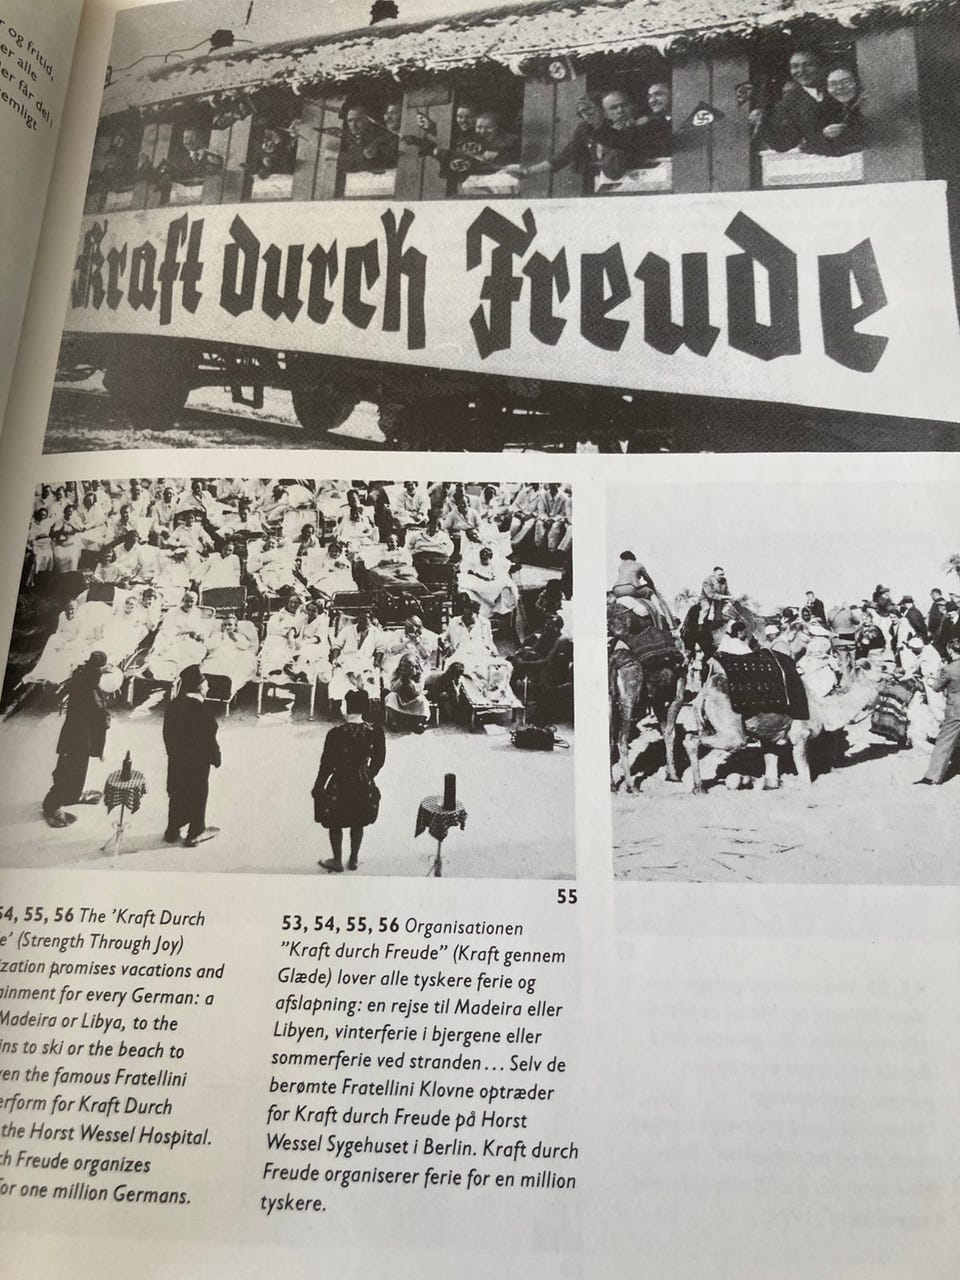 og fritid,
er alle
ler får del i
emligt
Kraft durch Freude
55
54, 55, 56 The 'Kraft Durch
e' (Strength Through Joy)
ization promises vacations and
ainment for every German: a
Madeira or Libya, to the
ins to ski or the beach to
ven the famous Fratellini
erform for Kraft Durch
the Horst Wessel Hospital.
ch Freude organizes
for one million Germans.
53, 54, 55, 56 Organisationen
”Kraft durch Freude” (Kraft gennem
Glæde) lover alle tyskere ferie og
afslapning: en rejse til Madeira eller
Libyen, vinterferie i bjergene eller
sommerferie ved stranden... Selv de
berømte Fratellini Klovne optræder
for Kraft durch Freude på Horst
Wessel Sygehuset i Berlin. Kraft durch
Freude organiserer ferie for en million
tyskere.